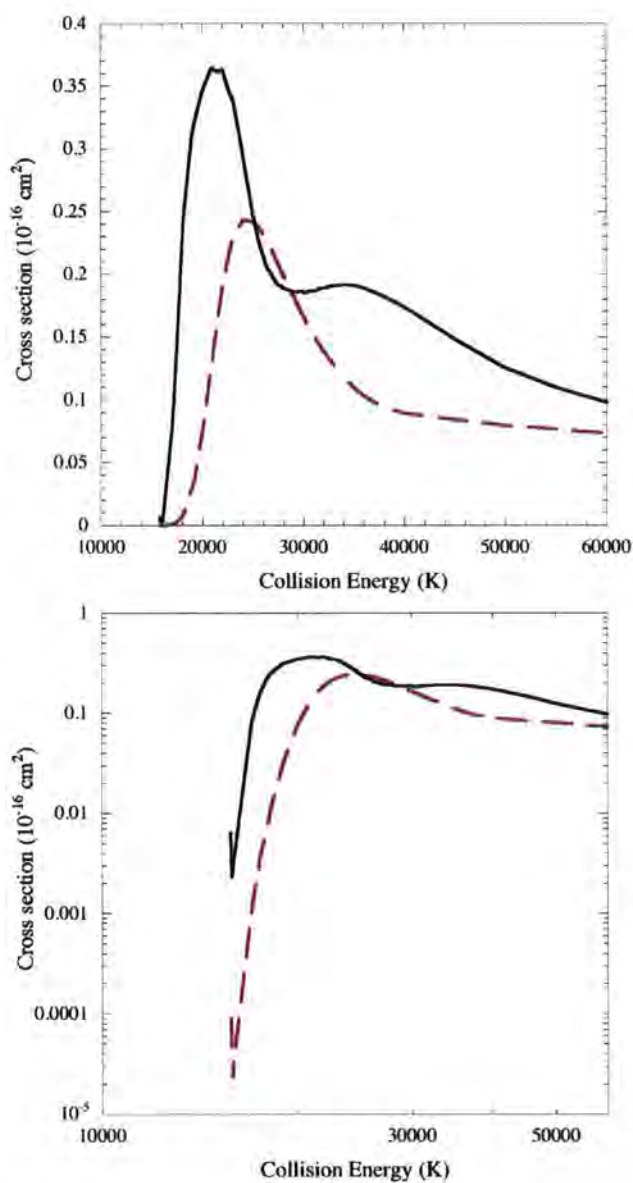 0.4
0.35
0.3
0.25
0.2
0.15
0.1
0.05
0
Cross section (10⁻¹⁶ cm²)
10000 20000 30000 40000 50000 60000
Collision Energy (K)
1
0.1
0.01
0.001
0.0001
10⁻⁵
Cross section (10⁻¹⁶ cm²)
10000 30000 50000
Collision Energy (K)